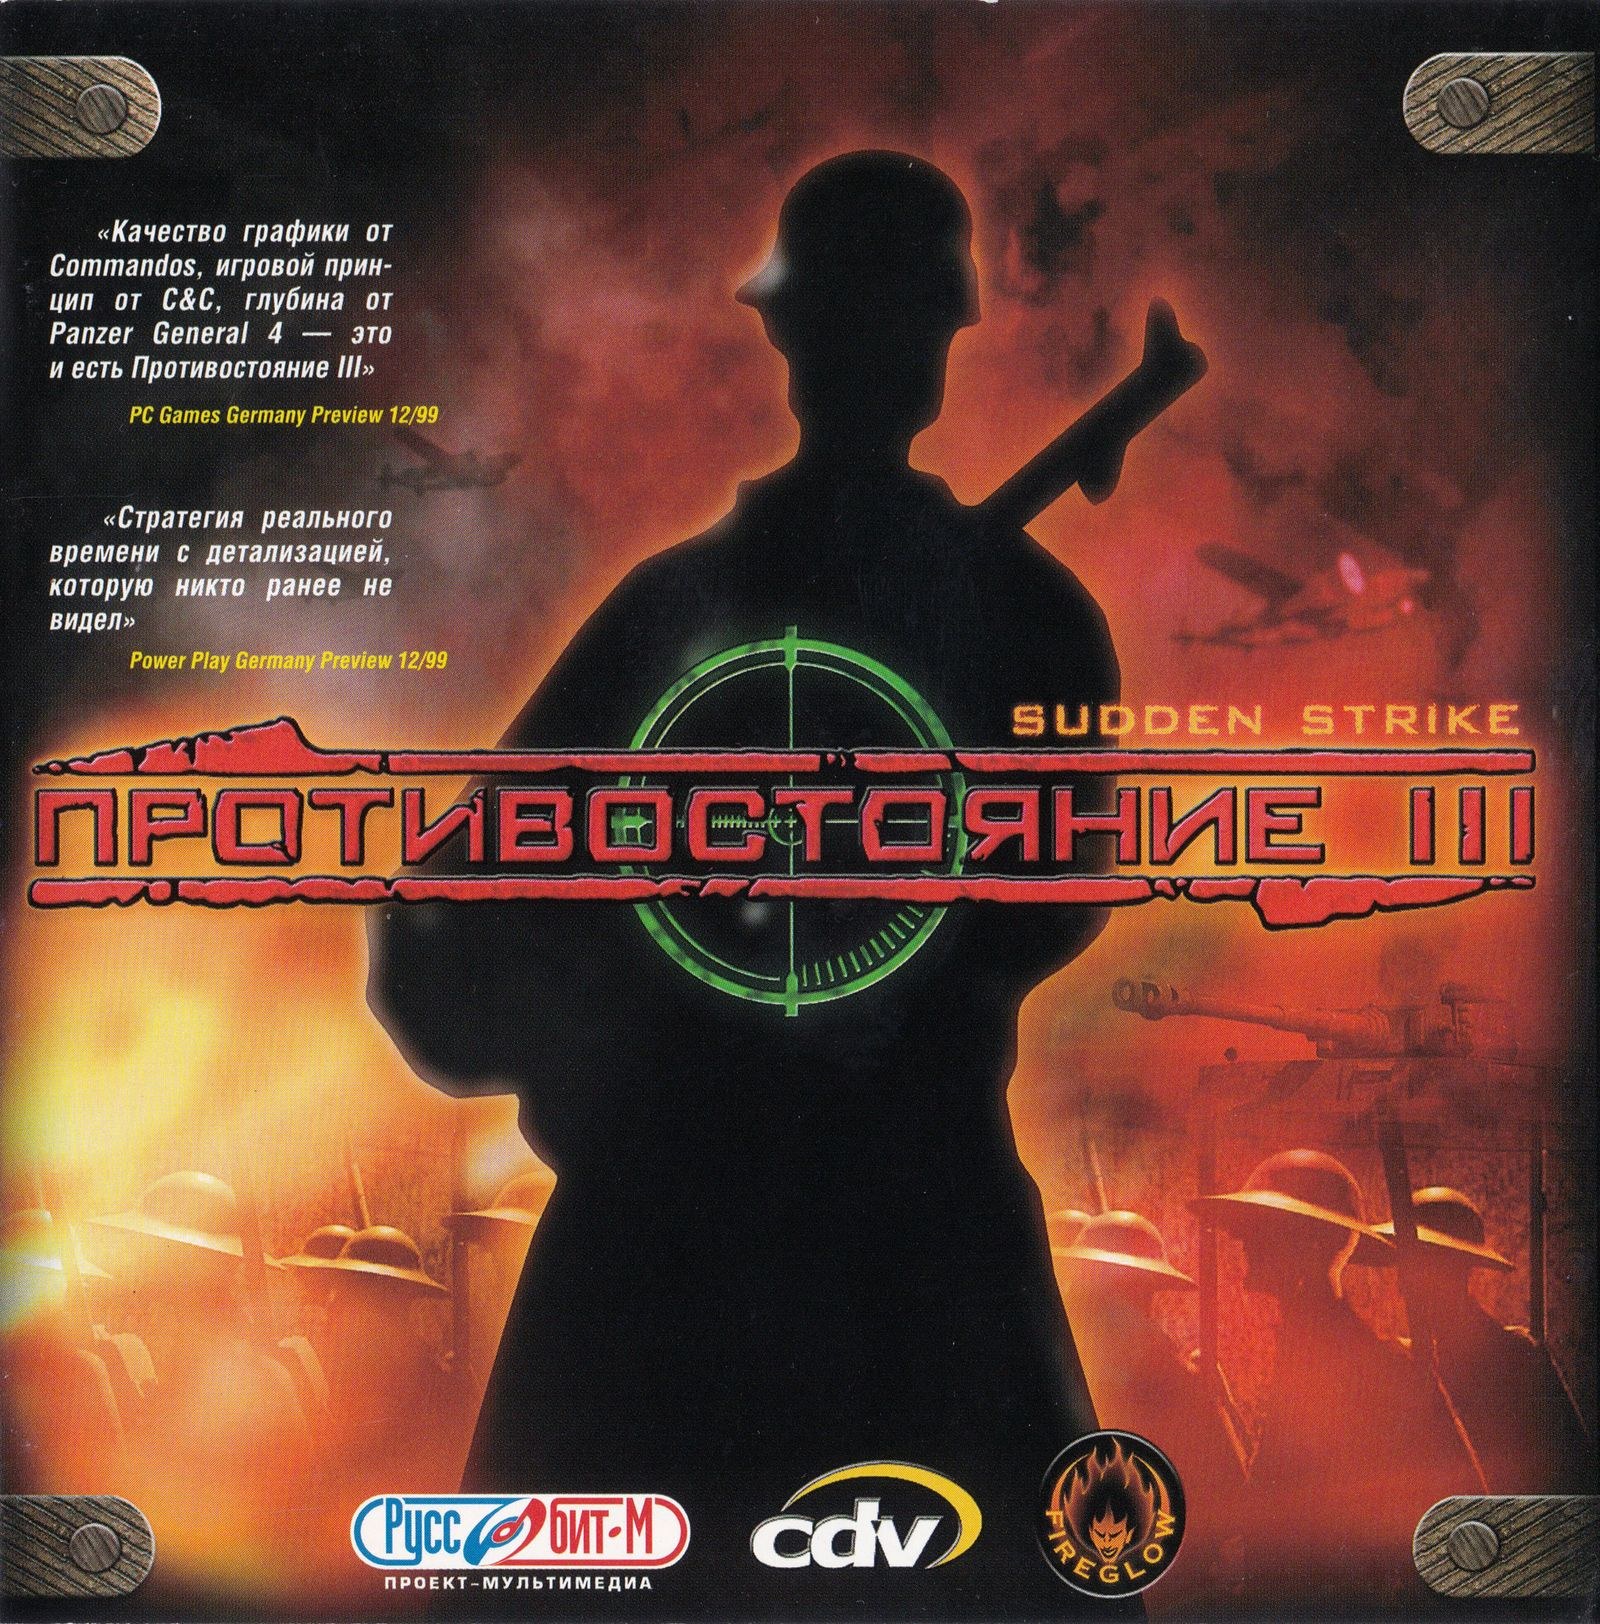 «Качество графики от
Commandos, игровой прин-
цип от C&C, глубина от
Panzer General 4 — это
и есть Противостояние III»
PC Games Germany Preview 12/99
«Стратегия реального
времени с детализацией,
которую никто ранее не
видел»
Power Play Germany Preview 12/99
SUDDEN STRIKE
ПРОТИВОСТОЯНИЕ III
Русс бит-М
ПРОЕКТ-МУЛЬТИМЕДИА
cdv
FIREGLOW